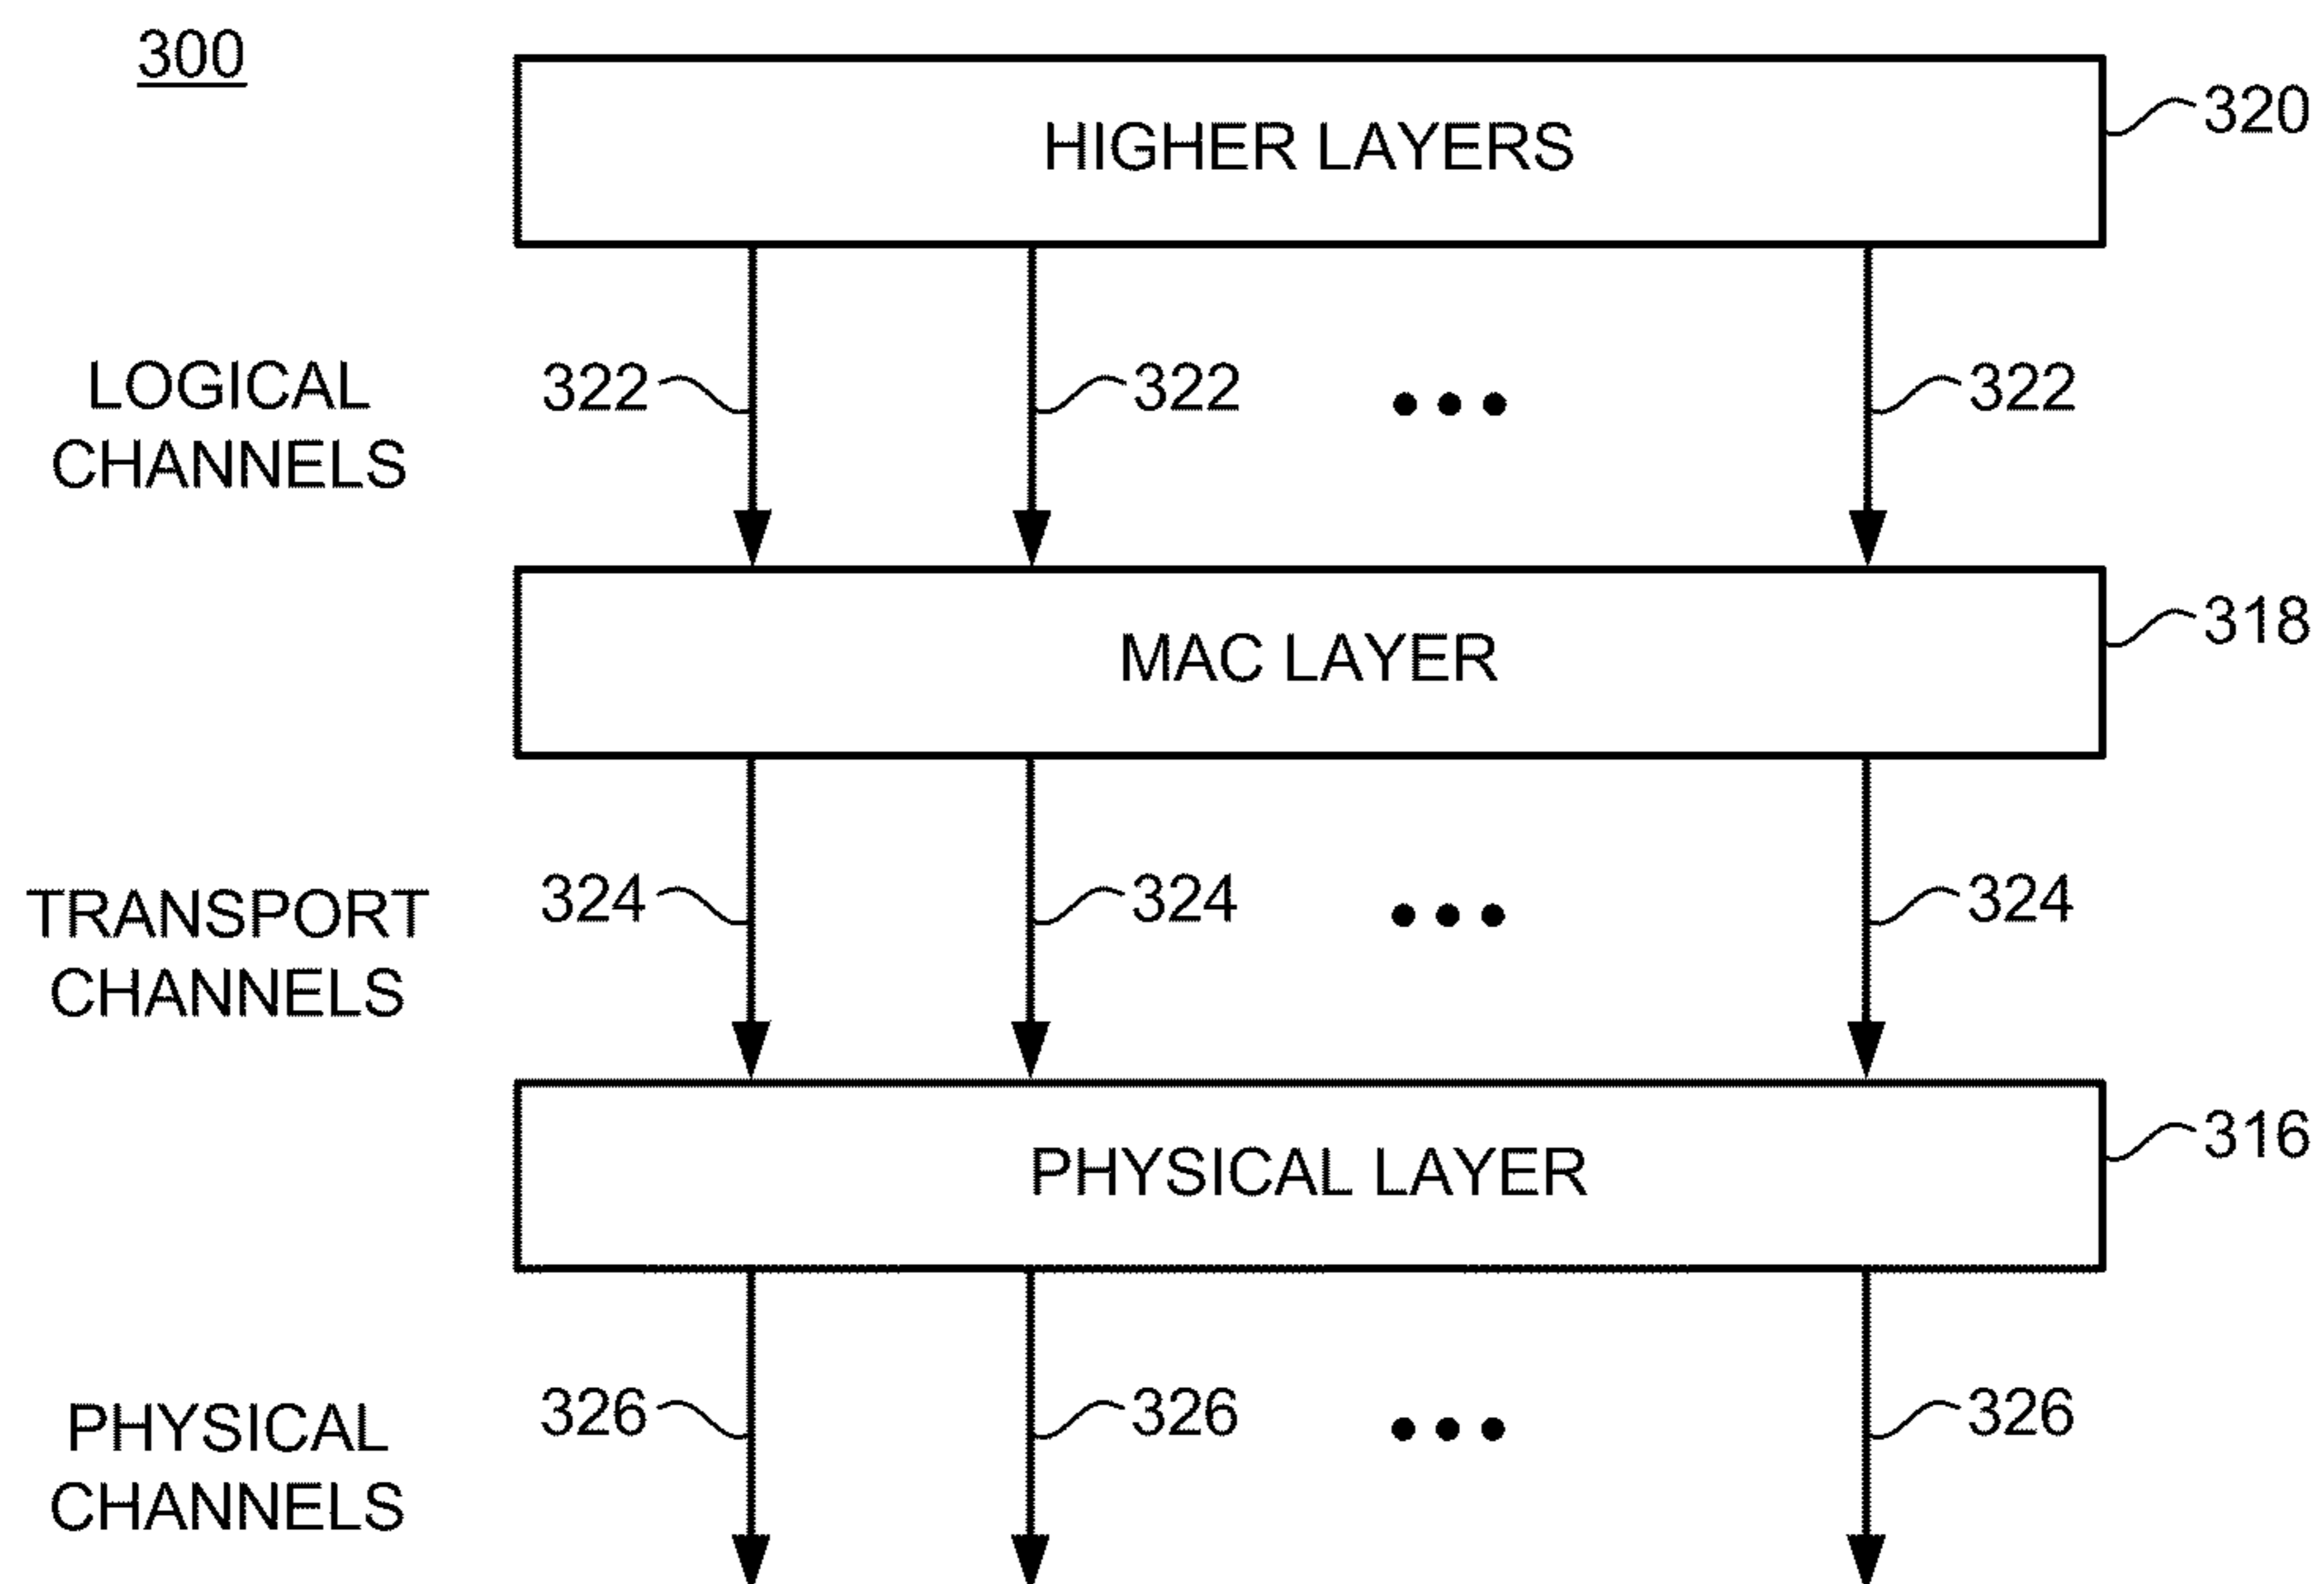 300
HIGHER LAYERS
320
LOGICAL
CHANNELS
322
322
322
MAC LAYER
318
TRANSPORT
CHANNELS
324
324
324
PHYSICAL LAYER
316
PHYSICAL
CHANNELS
326
326
326